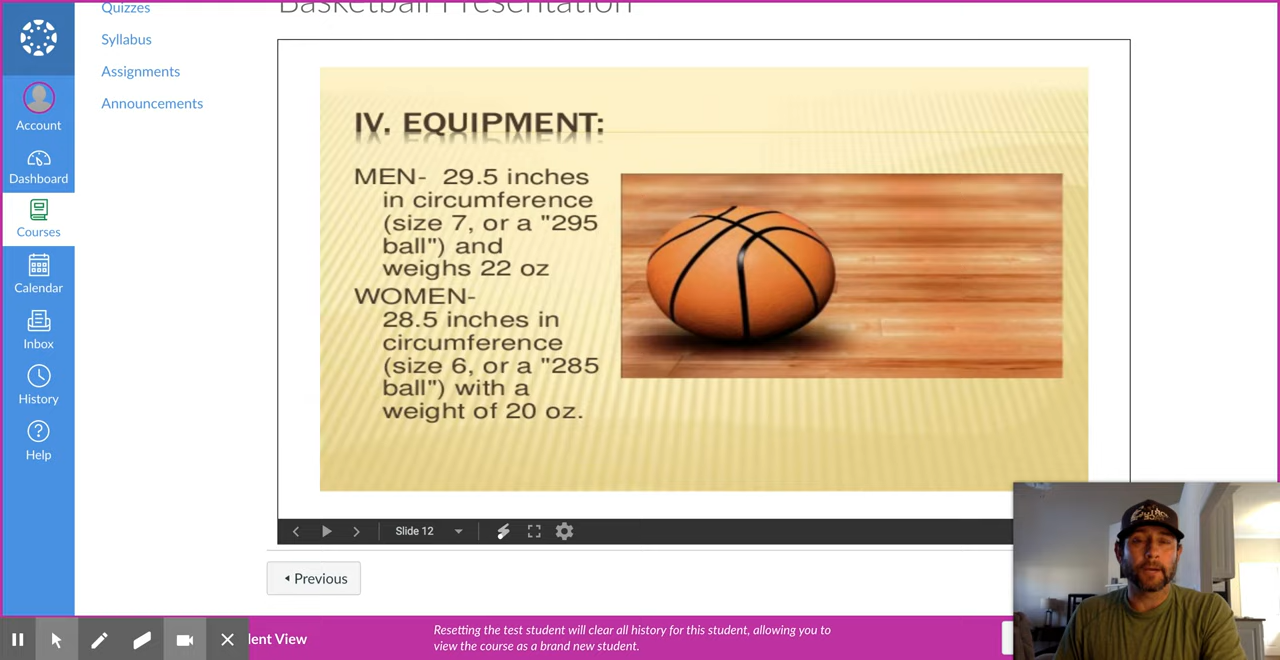 Basketball Presentation
Quizzes
Syllabus
Assignments
Announcements
Account
Dashboard
Courses
Calendar
Inbox
History
Help
IV. EQUIPMENT:
MEN- 29.5 inches
in circumference
(size 7, or a "295
ball") and
weighs 22 oz
WOMEN-
28.5 inches in
circumference
(size 6, or a "285
ball") with a
weight of 20 oz.
Slide 12
Previous
lent View
Resetting the test student will clear all history for this student, allowing you to
view the course as a brand new student.